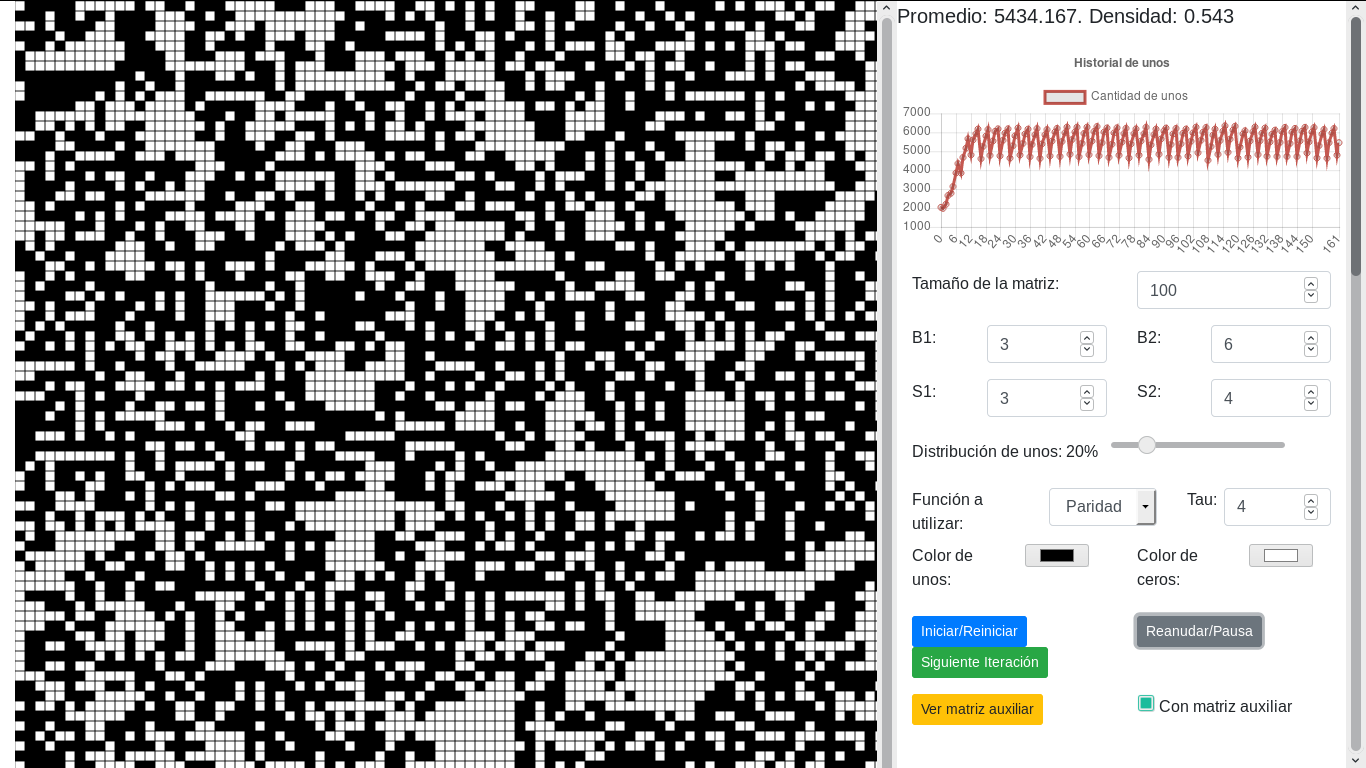 Promedio: 5434.167. Densidad: 0.543
Historial de unos
Cantidad de unos
7000
6000
5000
4000
3000
2000
1000
0 6 12 18 24 30 36 42 48 54 60 66 72 78 84 90 96 102 108 114 120 126 132 138 144 150 161
Tamaño de la matriz: 100
B1: 3 B2: 6
S1: 3 S2: 4
Distribución de unos: 20%
Función a utilizar: Paridad Tau: 4
Color de unos: Color de ceros:
Iniciar/Reiniciar Reanudar/Pausa
Siguiente Iteración
Ver matriz auxiliar Con matriz auxiliar